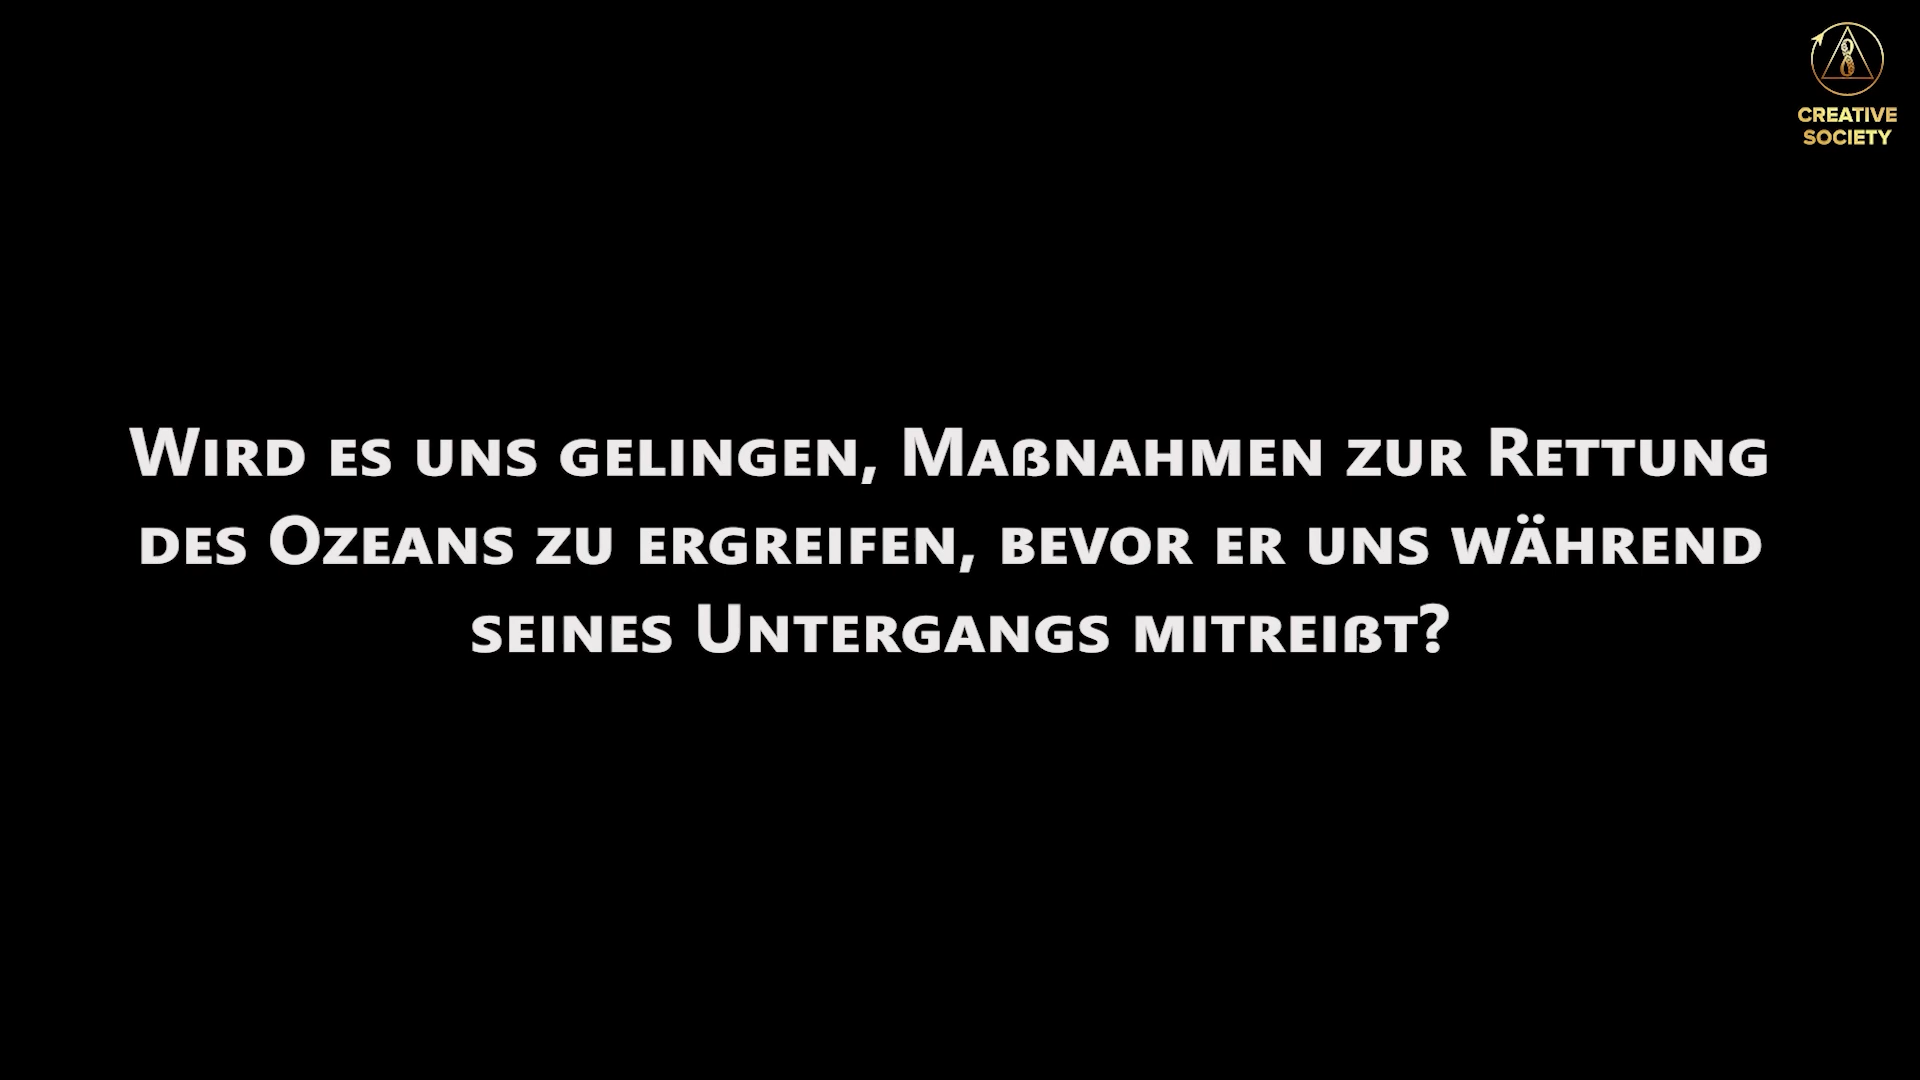 CREATIVE
SOCIETY
Wird es uns gelingen, Maßnahmen zur Rettung
des Ozeans zu ergreifen, bevor er uns während
seines Untergangs mitreißt?